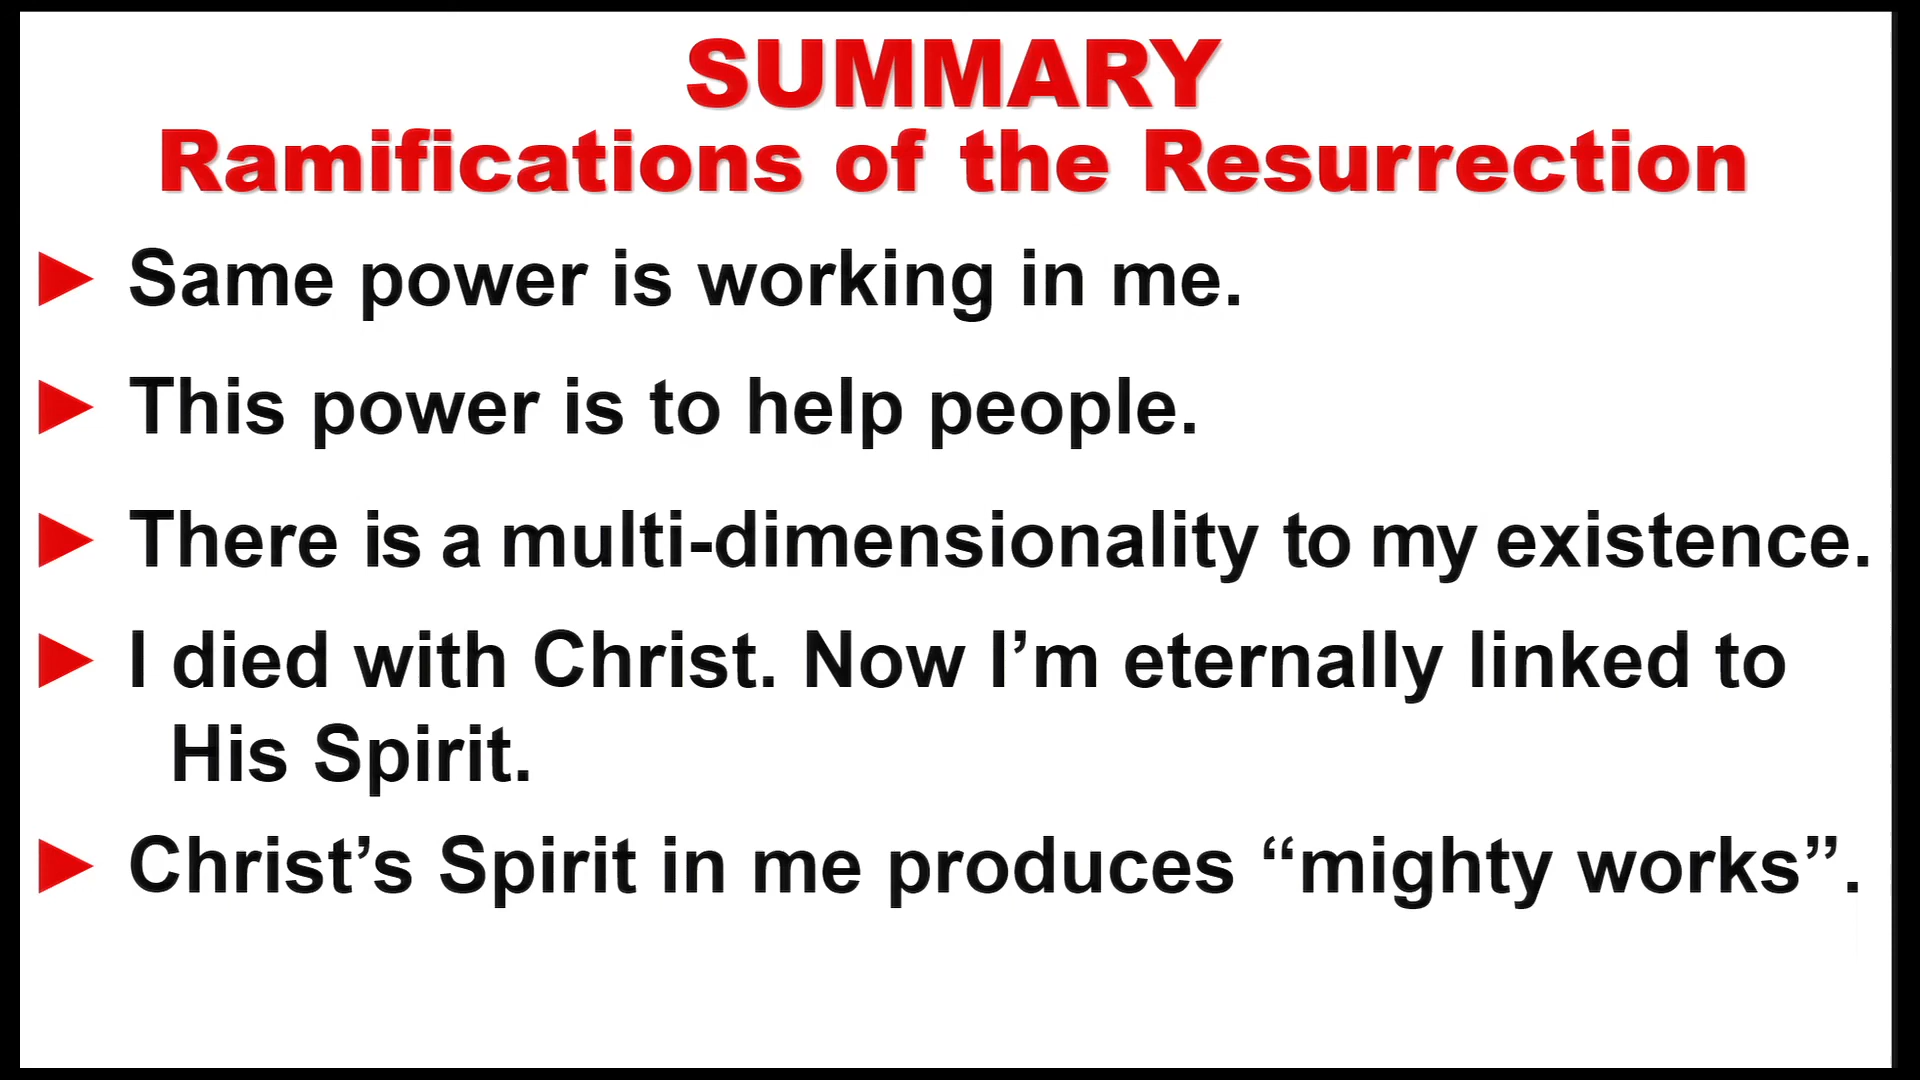 SUMMARY
Ramifications of the Resurrection
► Same power is working in me.
► This power is to help people.
► There is a multi-dimensionality to my existence.
► I died with Christ. Now I’m eternally linked to
His Spirit.
► Christ’s Spirit in me produces “mighty works”.